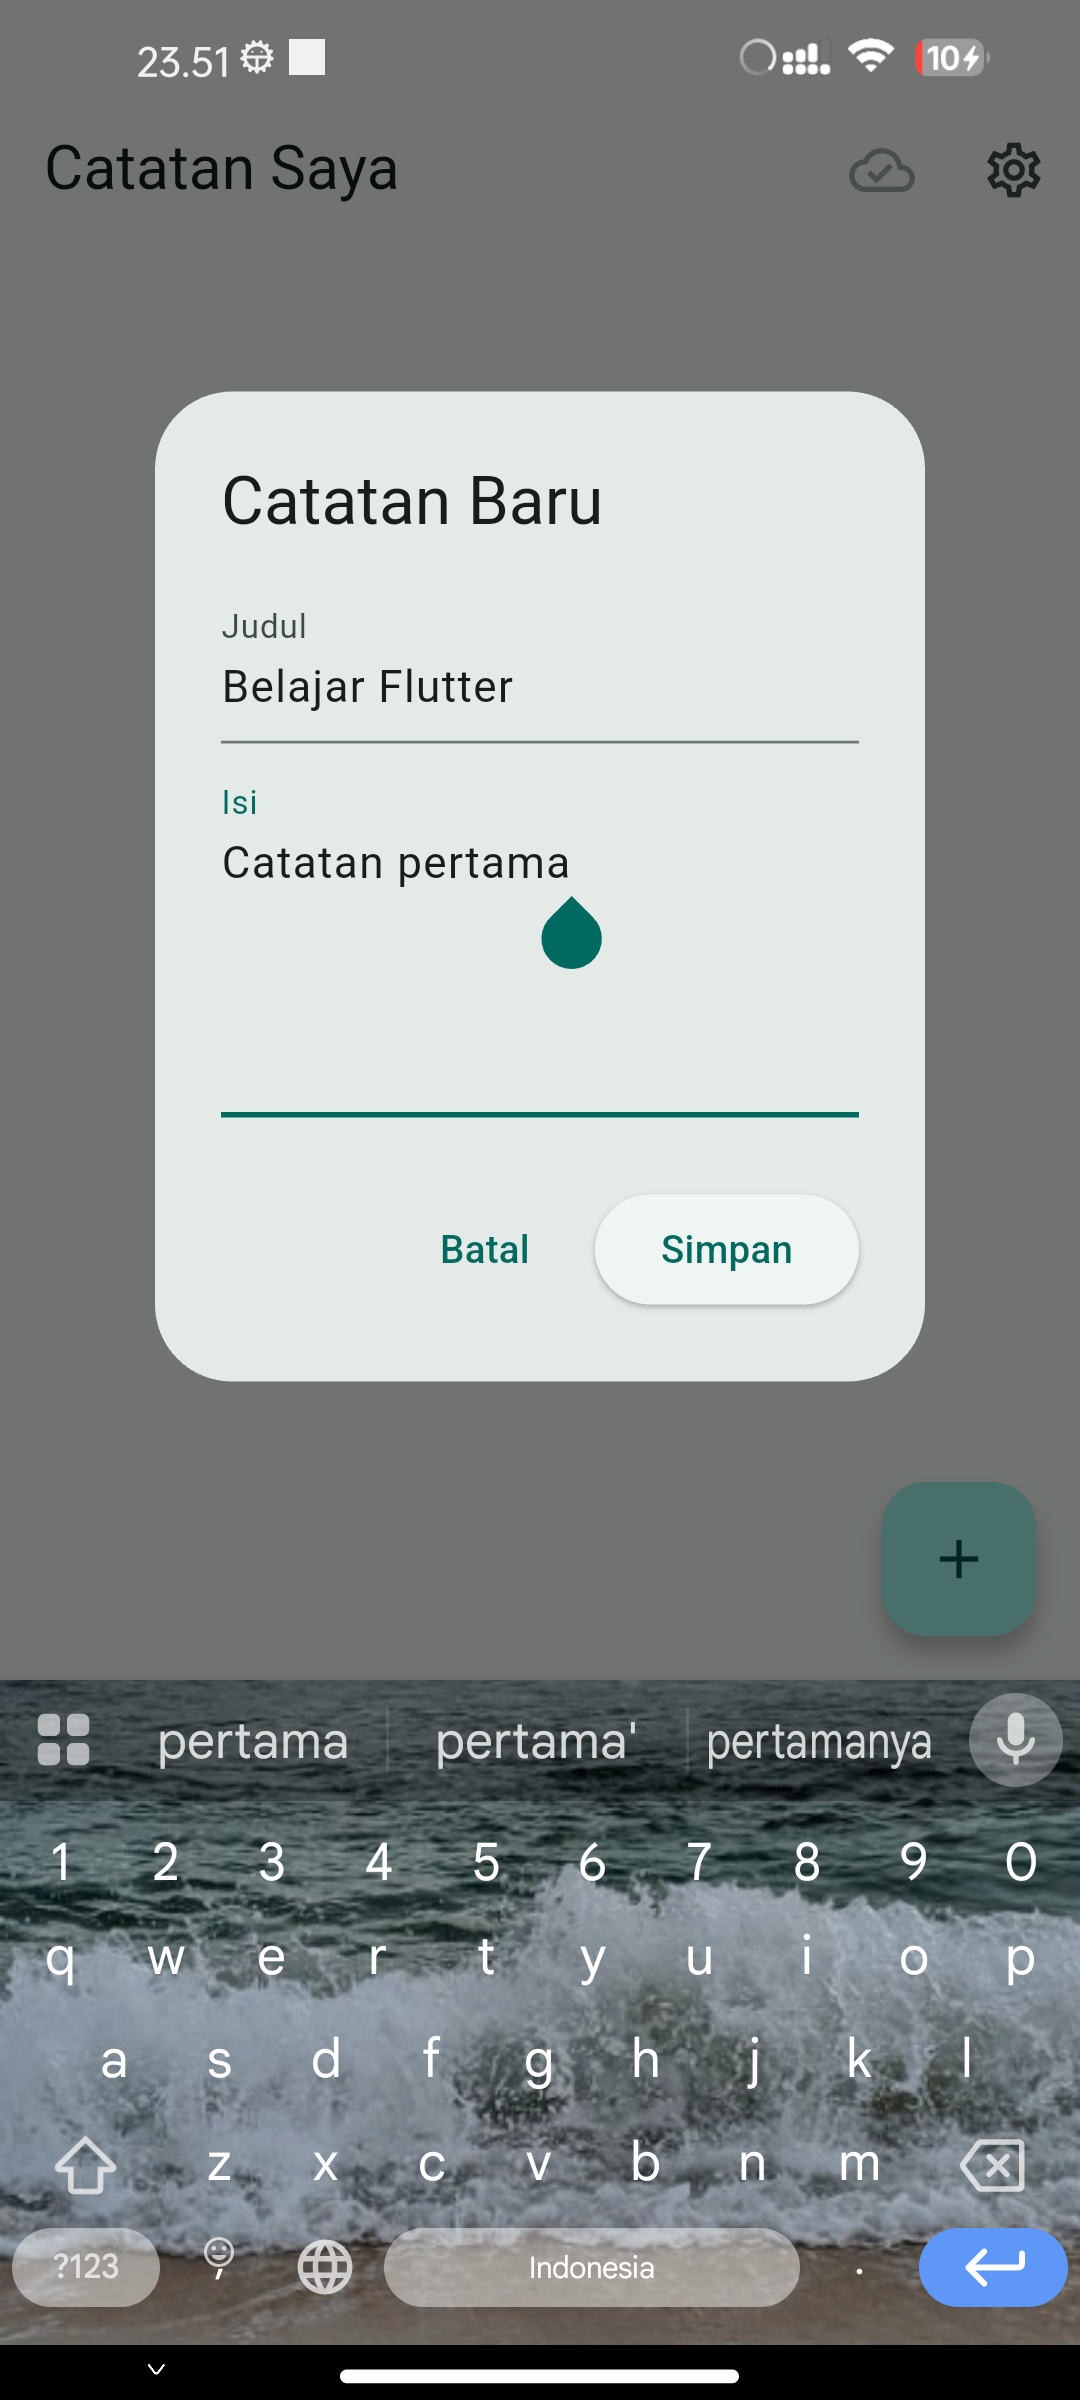 23.51
10
Catatan Saya
Catatan Baru
Judul
Belajar Flutter
Isi
Catatan pertama
Batal Simpan
+
pertama pertama' pertamanya
1 2 3 4 5 6 7 8 9 0
q w e r t y u i o p
a s d f g h j k l
z x c v b n m
?123 , Indonesia .